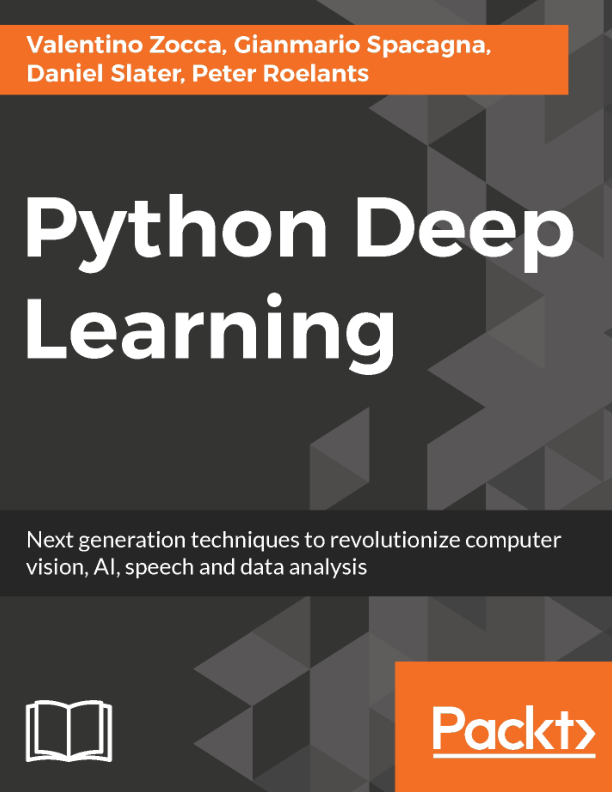 Valentino Zocca, Gianmario Spacagna,
Daniel Slater, Peter Roelants
Python Deep
Learning
Next generation techniques to revolutionize computer
vision, AI, speech and data analysis
Packt